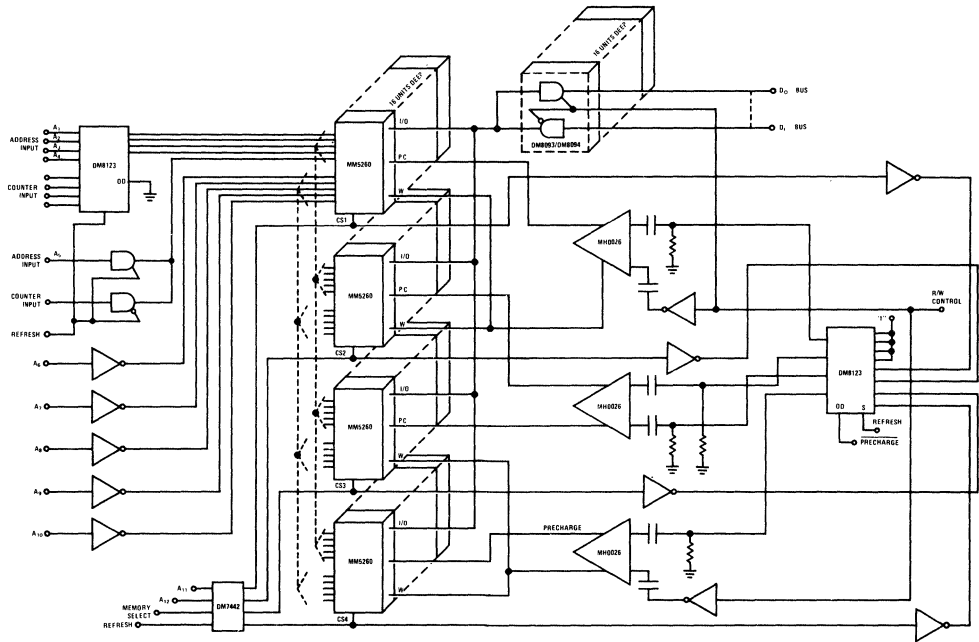 16 UNITS DEEP
16 UNITS DEEP
D₀ BUS
I/O
A₁
ADDRESS INPUT
A₂
A₃
A₄
DM8123
D₁ BUS
DM8093/DM8094
MM5260
PC
OD
COUNTER INPUT
W
CS1
MH0026
ADDRESS INPUT
A₅
I/O
COUNTER INPUT
MM5260
PC
R/W CONTROL
"1"
REFRESH
W
CS2
DM8123
A₆
I/O
MH0026
A₇
MM5260
PC
OD
S
REFRESH
PRECHARGE
A₈
W
A₉
CS3
I/O
PRECHARGE
A₁₀
MM5260
MH0026
A₁₁
W
A₁₂
DM7442
MEMORY SELECT
REFRESH
CS4